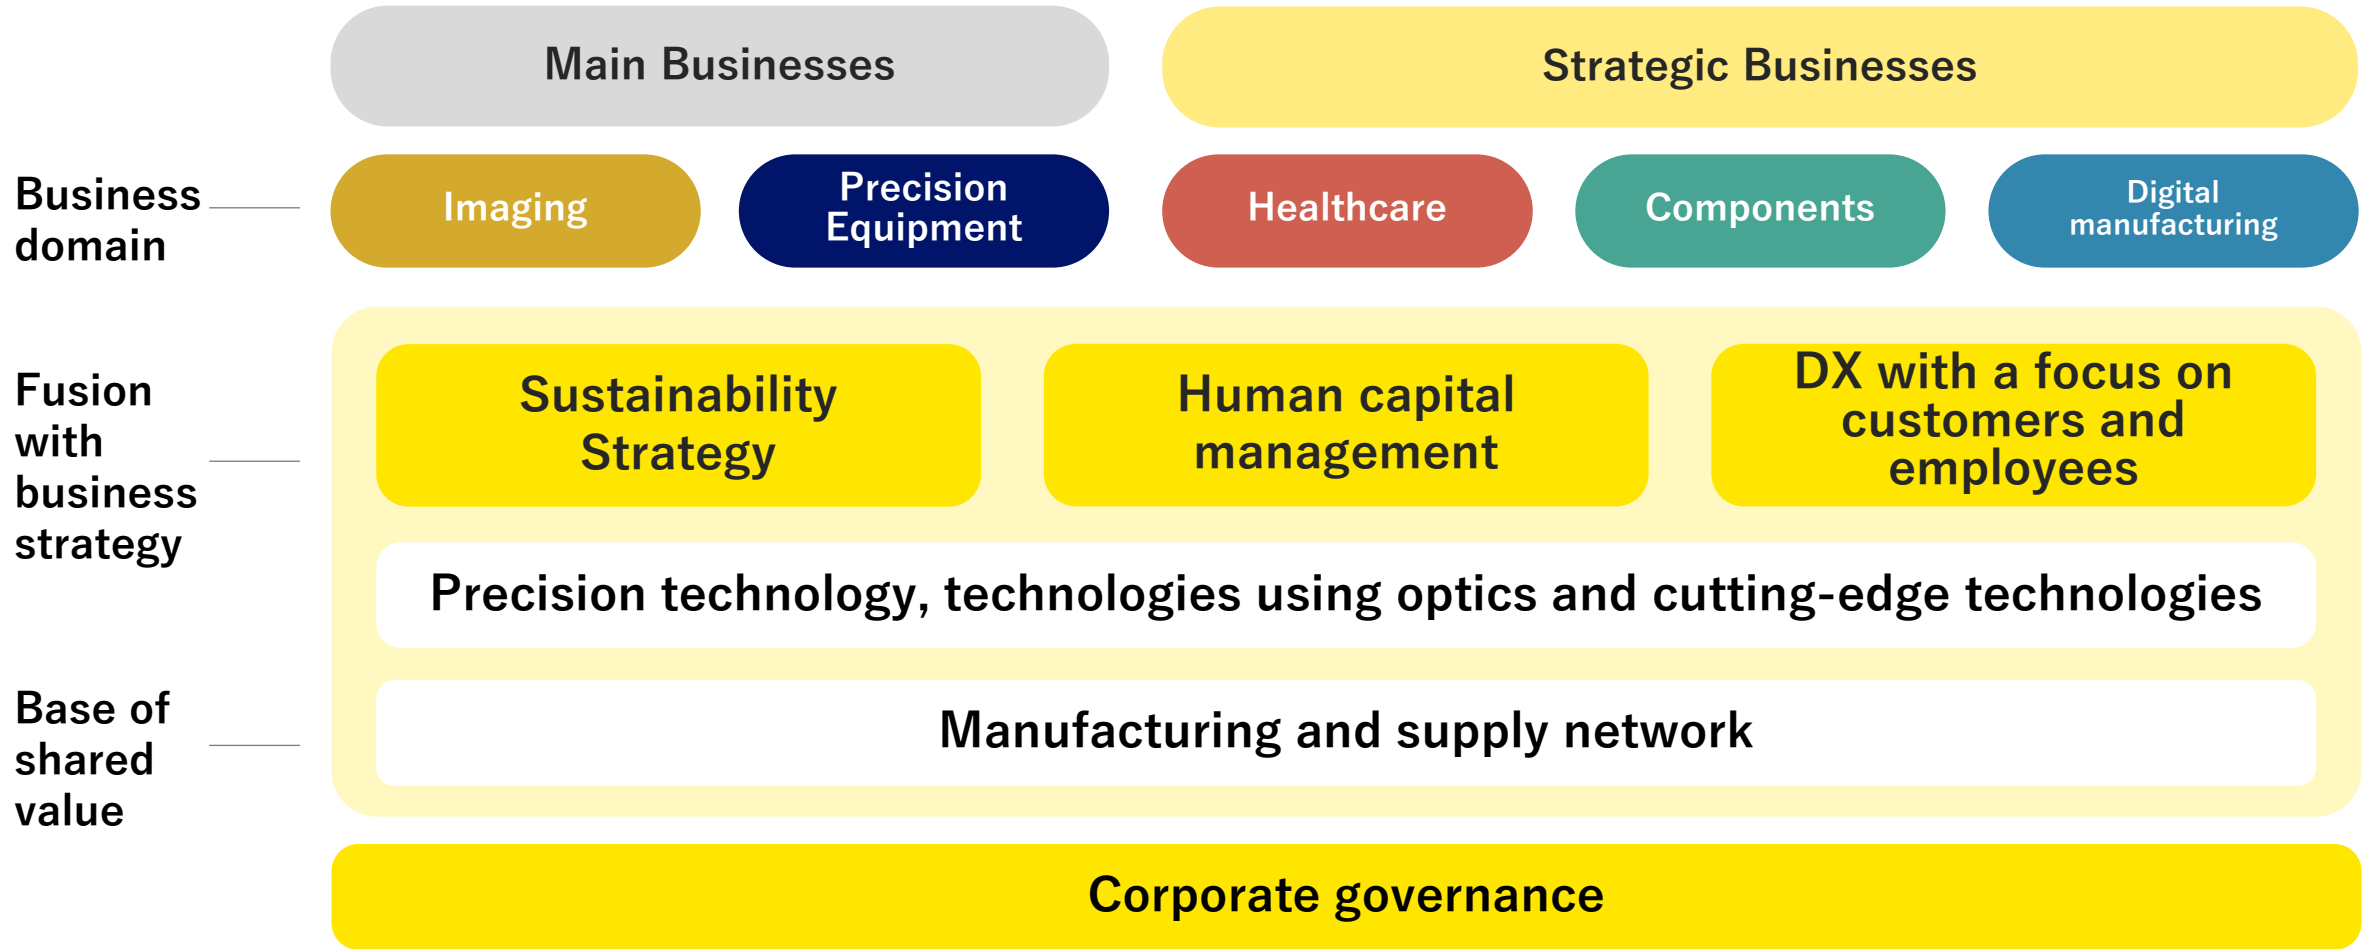 Main Businesses
Strategic Businesses
Business
domain
Imaging
Precision
Equipment
Healthcare
Components
Digital
manufacturing
Fusion
with
business
strategy
Sustainability
Strategy
Human capital
management
DX with a focus on
customers and
employees
Precision technology, technologies using optics and cutting-edge technologies
Base of
shared
value
Manufacturing and supply network
Corporate governance